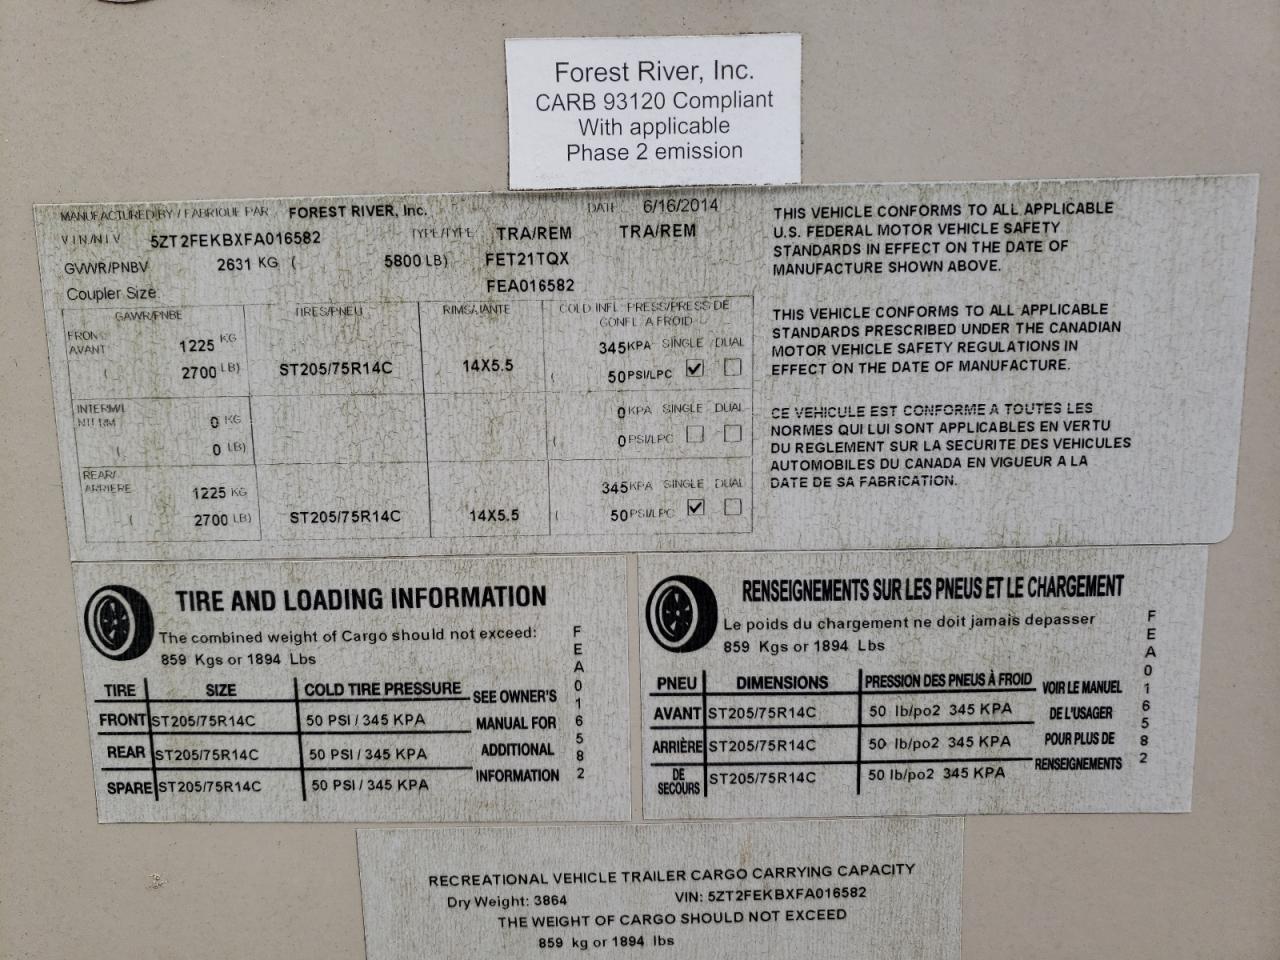 Forest River, Inc.
CARB 93120 Compliant
With applicable
Phase 2 emission
MANUFACTURED BY / FABRIQUE PAR FOREST RIVER, Inc. DATE 6/16/2014
VIN/NIV 5ZT2FEKBXFA016582 TYPE/TYPE TRA/REM TRA/REM
GVWR/PNBV 2631 KG ( 5800 LB) FET21TQX
Coupler Size FEA016582
GAWR/PNBE TIRES/PNEU RIMS/JANTE COLD INFL. PRESS/PRESS DE
GONFL. A FROID
FRONT
AVANT 1225 KG 345 KPA SINGLE DUAL
( 2700 LB) ST205/75R14C 14X5.5 ( 50 PSI/LPC
INTERM/
INTERM 0 KG 0 KPA SINGLE DUAL
( 0 LB) ( 0 PSI/LPC
REAR/
ARRIERE 1225 KG 345 KPA SINGLE DUAL
( 2700 LB) ST205/75R14C 14X5.5 ( 50 PSI/LPC
THIS VEHICLE CONFORMS TO ALL APPLICABLE
U.S. FEDERAL MOTOR VEHICLE SAFETY
STANDARDS IN EFFECT ON THE DATE OF
MANUFACTURE SHOWN ABOVE.
THIS VEHICLE CONFORMS TO ALL APPLICABLE
STANDARDS PRESCRIBED UNDER THE CANADIAN
MOTOR VEHICLE SAFETY REGULATIONS IN
EFFECT ON THE DATE OF MANUFACTURE.
CE VEHICULE EST CONFORME A TOUTES LES
NORMES QUI LUI SONT APPLICABLES EN VERTU
DU REGLEMENT SUR LA SECURITE DES VEHICULES
AUTOMOBILES DU CANADA EN VIGUEUR A LA
DATE DE SA FABRICATION.
TIRE AND LOADING INFORMATION
The combined weight of Cargo should not exceed:
859 Kgs or 1894 Lbs
TIRE SIZE COLD TIRE PRESSURE
FRONT ST205/75R14C 50 PSI / 345 KPA
REAR ST205/75R14C 50 PSI / 345 KPA
SPARE ST205/75R14C 50 PSI / 345 KPA
SEE OWNER'S
MANUAL FOR
ADDITIONAL
INFORMATION
FEA016582
RENSEIGNEMENTS SUR LES PNEUS ET LE CHARGEMENT
Le poids du chargement ne doit jamais depasser
859 Kgs or 1894 Lbs
PNEU DIMENSIONS PRESSION DES PNEUS À FROID
AVANT ST205/75R14C 50 lb/po2 345 KPA
ARRIÈRE ST205/75R14C 50 lb/po2 345 KPA
DE
SECOURS ST205/75R14C 50 lb/po2 345 KPA
VOIR LE MANUEL
DE L'USAGER
POUR PLUS DE
RENSEIGNEMENTS
FEA016582
RECREATIONAL VEHICLE TRAILER CARGO CARRYING CAPACITY
Dry Weight: 3864 VIN: 5ZT2FEKBXFA016582
THE WEIGHT OF CARGO SHOULD NOT EXCEED
859 kg or 1894 lbs